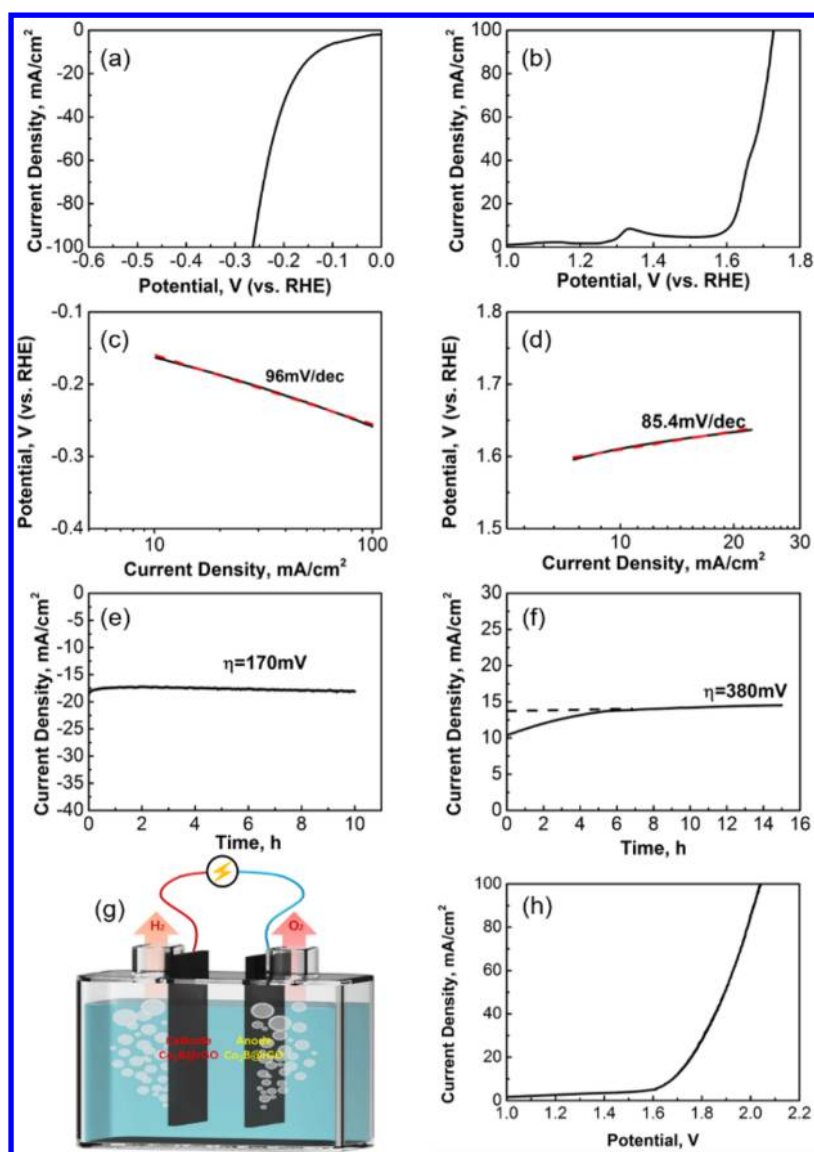 (a)
0
-20
-40
-60
-80
-100
Current Density, mA/cm²
-0.6 -0.5 -0.4 -0.3 -0.2 -0.1 0.0
Potential, V (vs. RHE)
(b)
100
80
60
40
20
0
Current Density, mA/cm²
1.0 1.2 1.4 1.6 1.8
Potential, V (vs. RHE)
(c)
96mV/dec
-0.1
-0.2
-0.3
-0.4
Potential, V (vs. RHE)
10 100
Current Density, mA/cm²
(d)
85.4mV/dec
1.8
1.7
1.6
1.5
Potential, V (vs. RHE)
10 20 30
Current Density, mA/cm²
(e)
η=170mV
0
-5
-10
-15
-20
-25
-30
-35
-40
Current Density, mA/cm²
0 2 4 6 8 10
Time, h
(f)
η=380mV
30
25
20
15
10
5
0
Current Density, mA/cm²
0 2 4 6 8 10 12 14 16
Time, h
(g)
H₂
O₂
Cathode
Co₂B@rGO
Anode
Co₂B@rGO
(h)
100
80
60
40
20
0
Current Density, mA/cm²
1.0 1.2 1.4 1.6 1.8 2.0 2.2
Potential, V